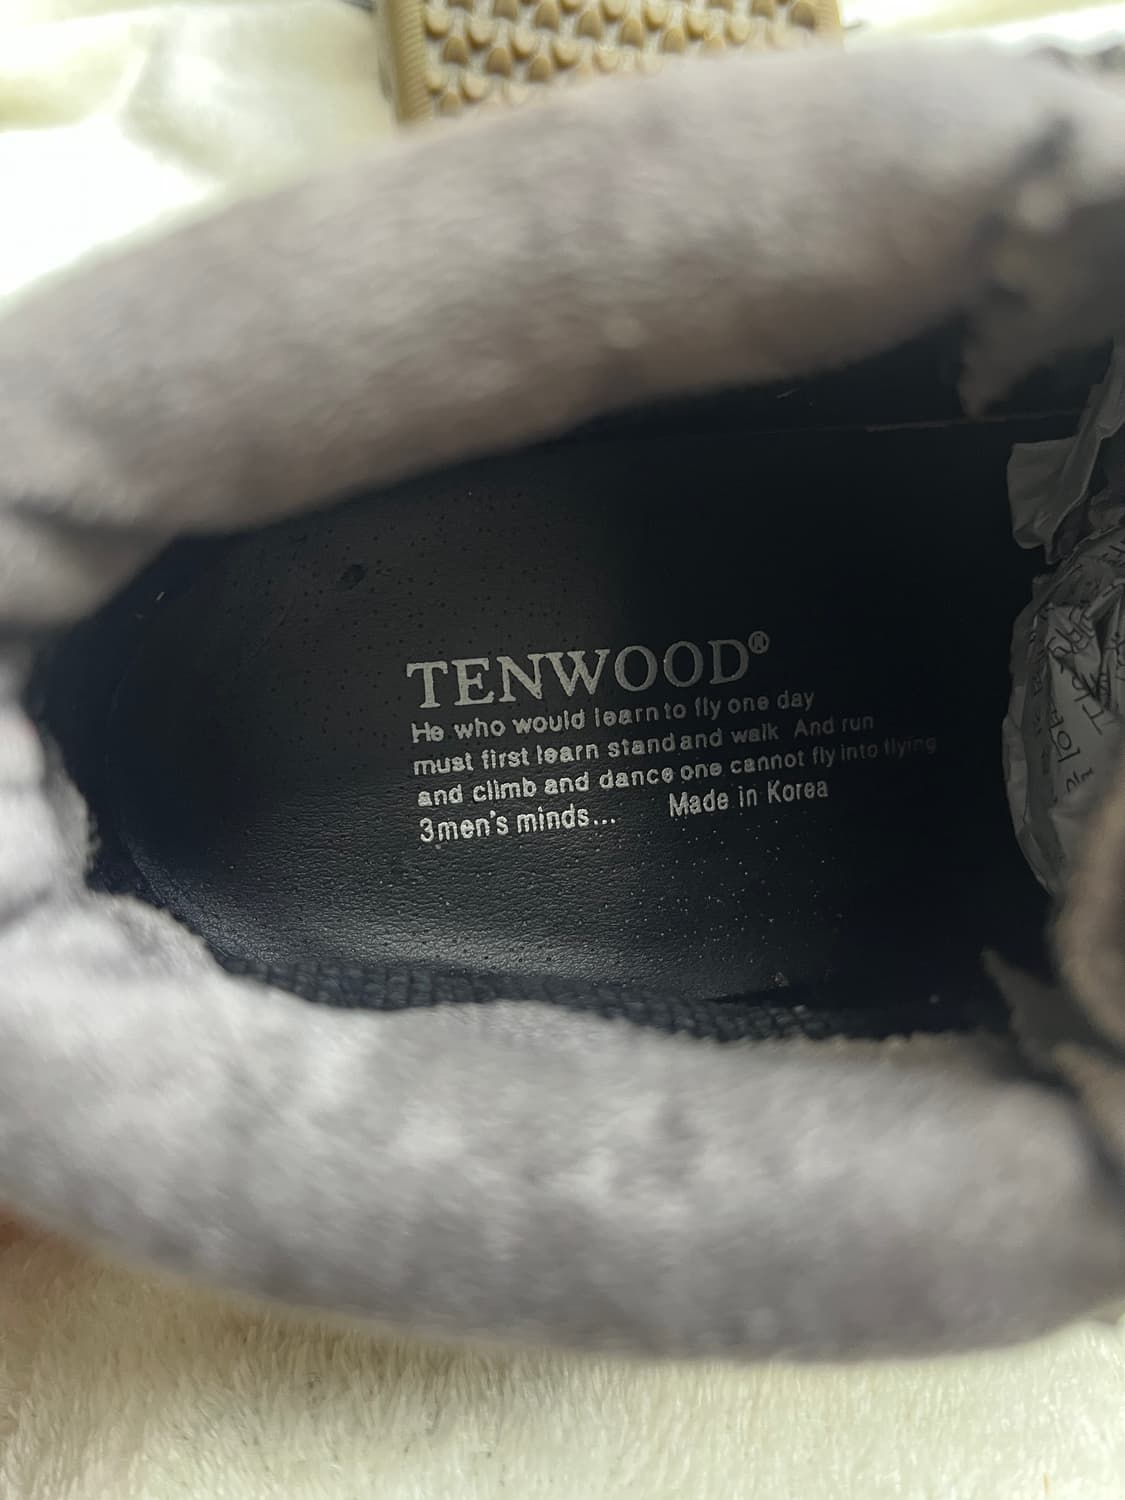 TENWOOD®
He who would learn to fly one day
must first learn stand and walk And run
and climb and dance one cannot fly into flying
3men's minds... Made in Korea